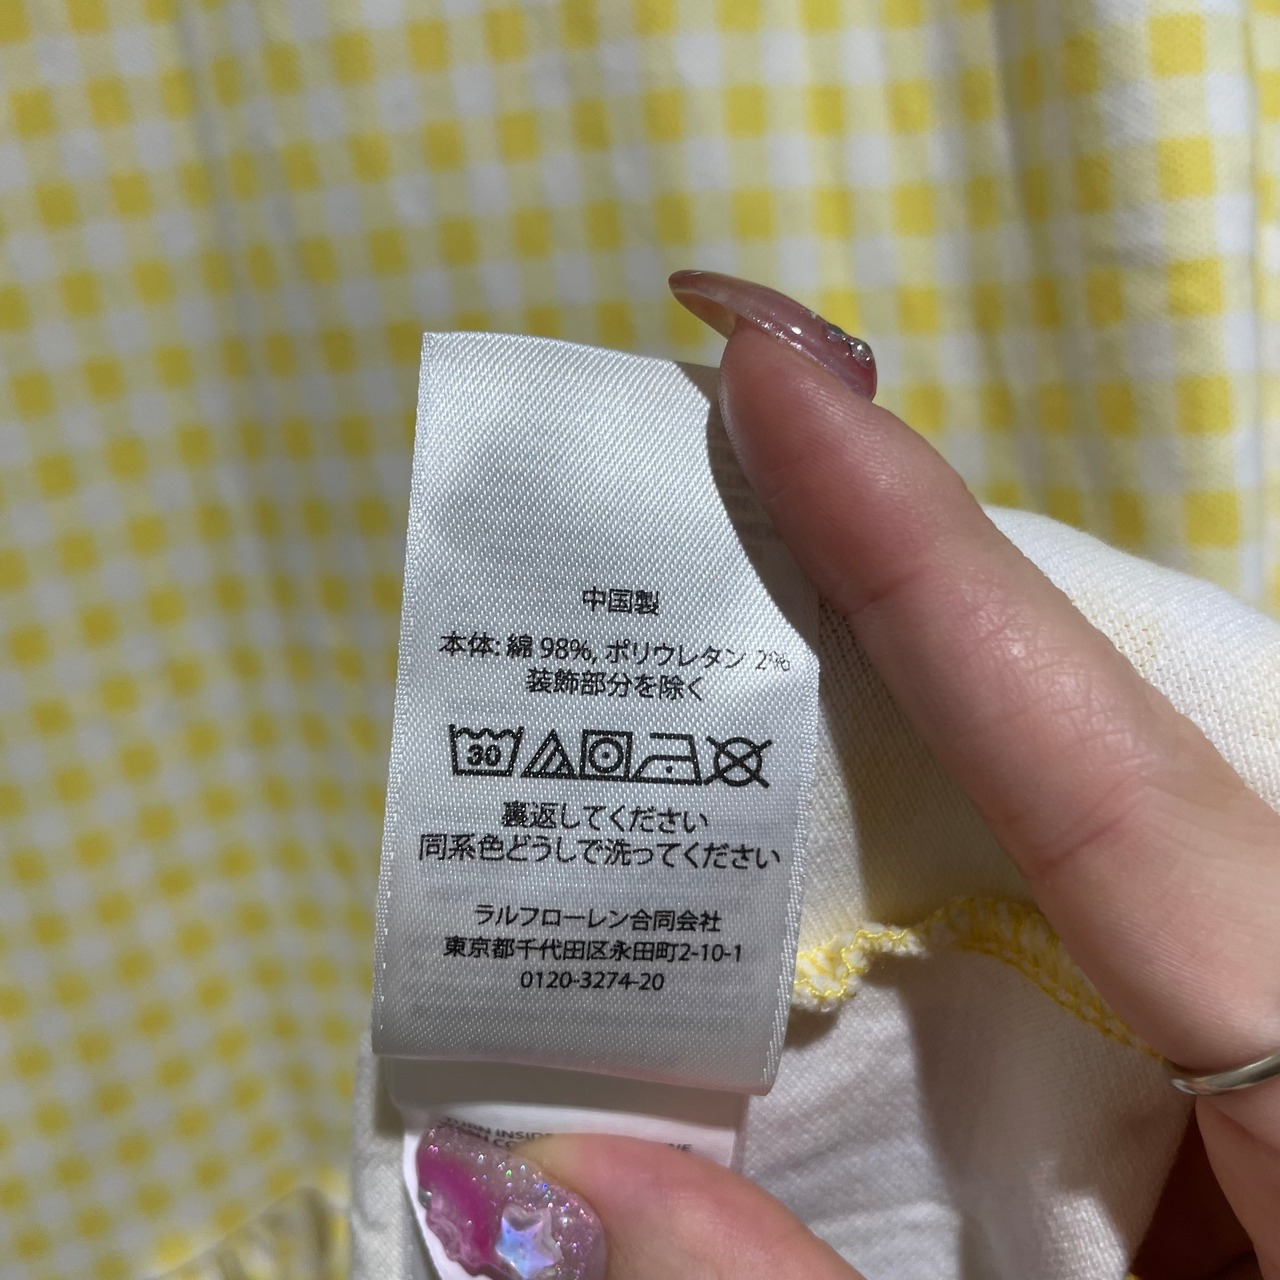 中国製
本体: 綿 98%, ポリウレタン 2%
装飾部分を除く
30
裏返してください
同系色どうしで洗ってください
ラルフローレン合同会社
東京都千代田区永田町2-10-1
0120-3274-20
TURN INSIDE